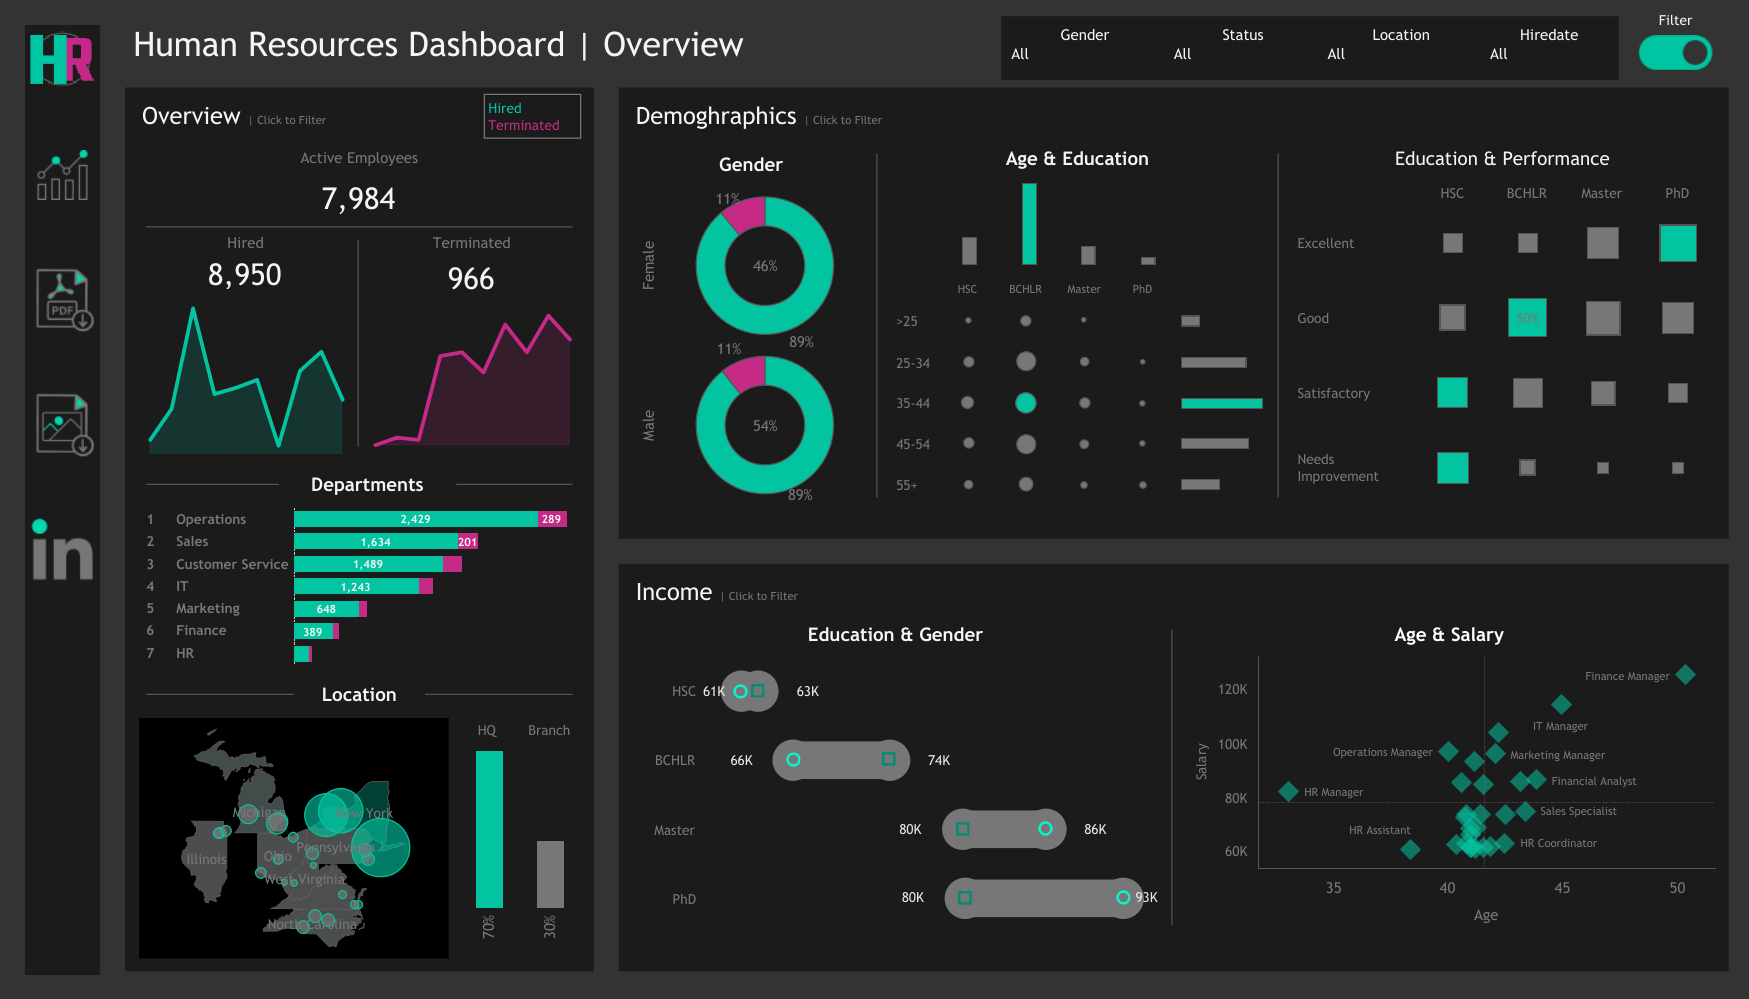 HR
Human Resources Dashboard | Overview
Gender Status Location Hiredate
All All All All
Filter
Overview | Click to Filter
Hired
Terminated
Active Employees
7,984
Hired
8,950
Terminated
966
PDF
in
Departments
1 Operations 2,429 289
2 Sales 1,634 201
3 Customer Service 1,489
4 IT 1,243
5 Marketing 648
6 Finance 389
7 HR
Location
HQ Branch
70% 30%
Michigan
New York
Illinois
Ohio
Pennsylvania
West Virginia
North Carolina
Demoghraphics | Click to Filter
Gender
Female
11%
46%
89%
Male
11%
54%
89%
Age & Education
HSC BCHLR Master PhD
>25
25-34
35-44
45-54
55+
Education & Performance
HSC BCHLR Master PhD
Excellent
Good
50%
Satisfactory
Needs
Improvement
Income | Click to Filter
Education & Gender
HSC 61K 63K
BCHLR 66K 74K
Master 80K 86K
PhD 80K 93K
Age & Salary
Salary
120K
100K
80K
60K
Finance Manager
IT Manager
Operations Manager
Marketing Manager
Financial Analyst
HR Manager
Sales Specialist
HR Assistant
HR Coordinator
35 40 45 50
Age